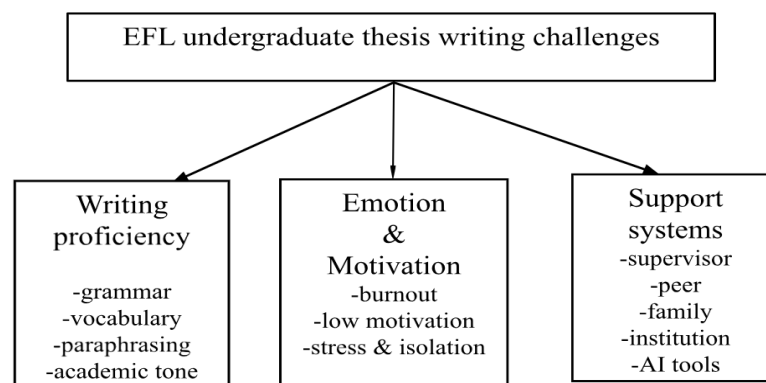 EFL undergraduate thesis writing challenges
Writing
proficiency
-grammar
-vocabulary
-paraphrasing
-academic tone
Emotion
&
Motivation
-burnout
-low motivation
-stress & isolation
Support
systems
-supervisor
-peer
-family
-institution
-AI tools